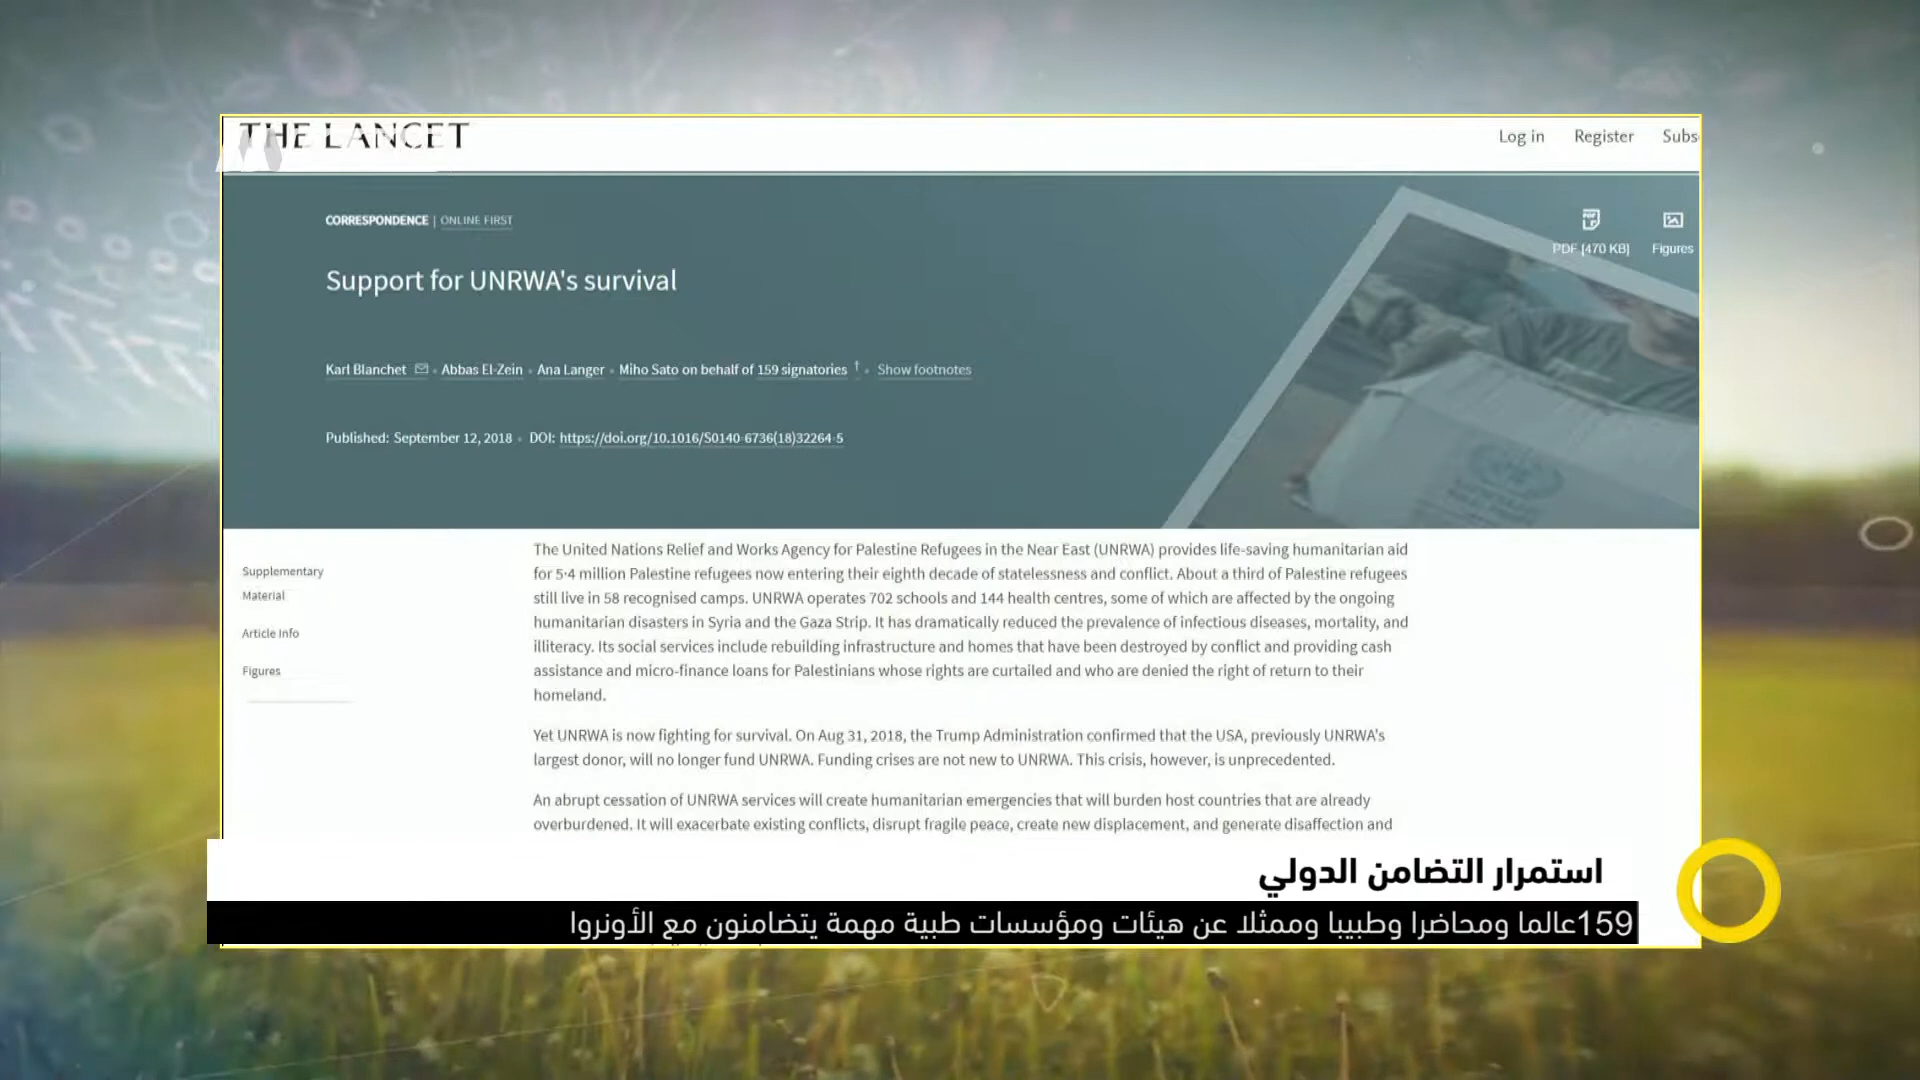 THE LANCET
Log in Register Subs
CORRESPONDENCE | ONLINE FIRST
PDF [470 KB] Figures
Support for UNRWA's survival
Karl Blanchet • Abbas El-Zein • Ana Langer • Miho Sato on behalf of 159 signatories † • Show footnotes
Published: September 12, 2018 • DOI: https://doi.org/10.1016/S0140-6736(18)32264-5
Supplementary
Material
Article Info
Figures
The United Nations Relief and Works Agency for Palestine Refugees in the Near East (UNRWA) provides life-saving humanitarian aid
for 5·4 million Palestine refugees now entering their eighth decade of statelessness and conflict. About a third of Palestine refugees
still live in 58 recognised camps. UNRWA operates 702 schools and 144 health centres, some of which are affected by the ongoing
humanitarian disasters in Syria and the Gaza Strip. It has dramatically reduced the prevalence of infectious diseases, mortality, and
illiteracy. Its social services include rebuilding infrastructure and homes that have been destroyed by conflict and providing cash
assistance and micro-finance loans for Palestinians whose rights are curtailed and who are denied the right of return to their
homeland.
Yet UNRWA is now fighting for survival. On Aug 31, 2018, the Trump Administration confirmed that the USA, previously UNRWA's
largest donor, will no longer fund UNRWA. Funding crises are not new to UNRWA. This crisis, however, is unprecedented.
An abrupt cessation of UNRWA services will create humanitarian emergencies that will burden host countries that are already
overburdened. It will exacerbate existing conflicts, disrupt fragile peace, create new displacement, and generate disaffection and
استمرار التضامن الدولي
159عالما ومحاضرا وطبيبا وممثلا عن هيئات ومؤسسات طبية مهمة يتضامنون مع الأونروا